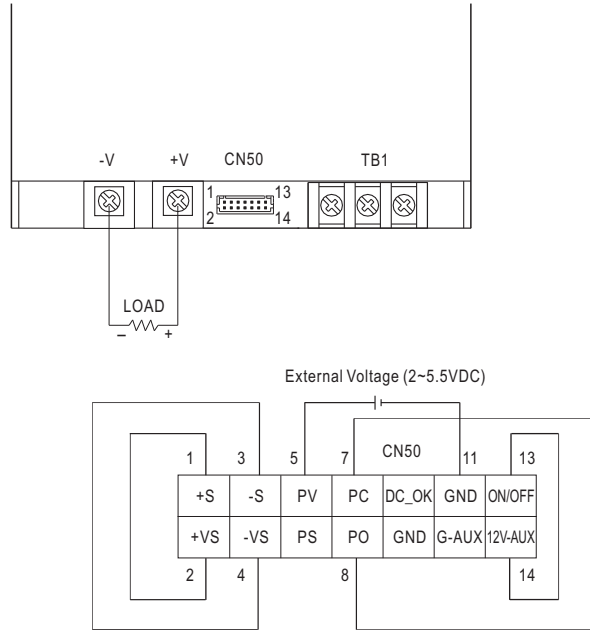 -V +V CN50 TB1
1 13
2 14
LOAD
– +
External Voltage (2~5.5VDC)
CN50
1 3 5 7 11 13
+S -S PV PC DC_OK GND ON/OFF
+VS -VS PS PO GND G-AUX 12V-AUX
2 4 8 14